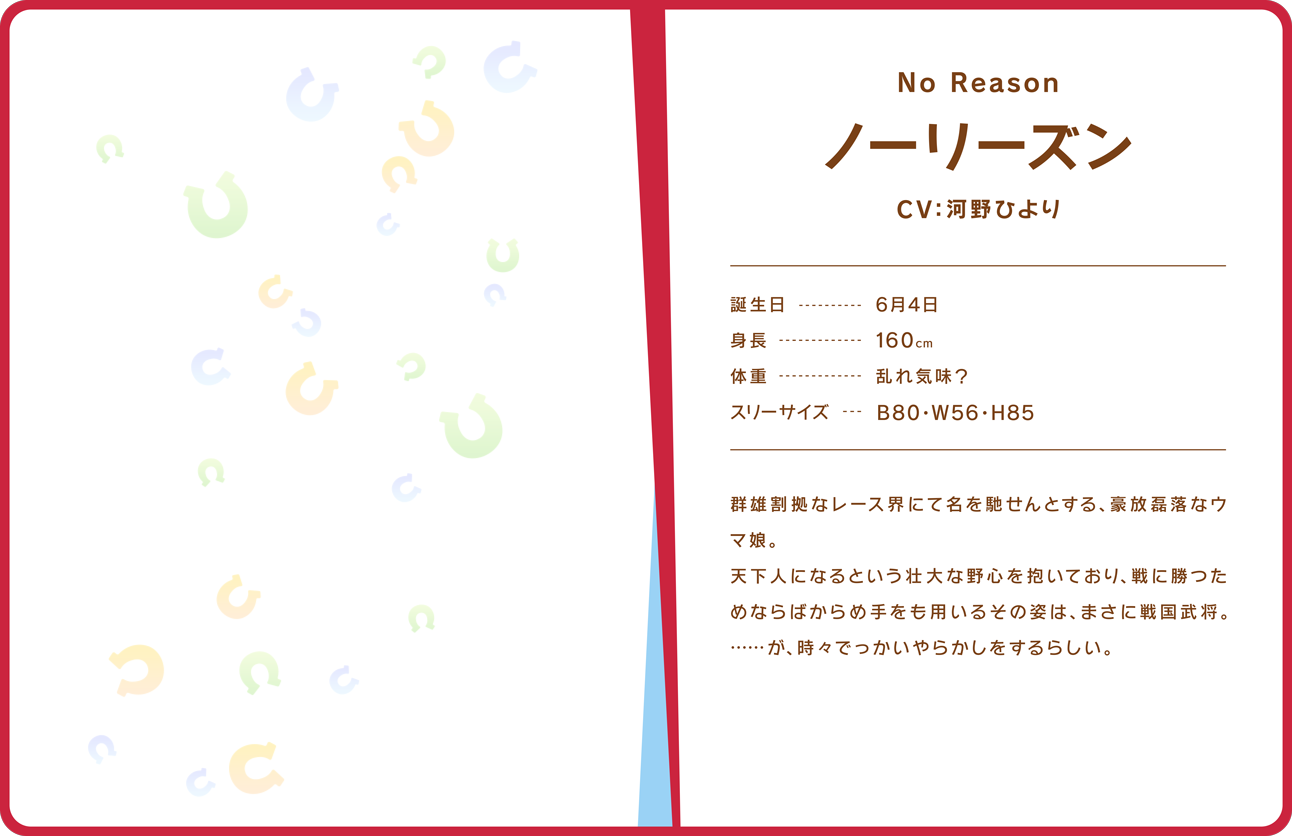 No Reason
ノーリーズン
CV:河野ひより
誕生日 ---------- 6月4日
身長 ------------- 160cm
体重 ------------- 乱れ気味?
スリーサイズ --- B80・W56・H85
群雄割拠なレース界にて名を馳せんとする、豪放磊落なウ
マ娘。
天下人になるという壮大な野心を抱いており、戦に勝つた
めならばからめ手をも用いるその姿は、まさに戦国武将。
……が、時々でっかいやらかしをするらしい。